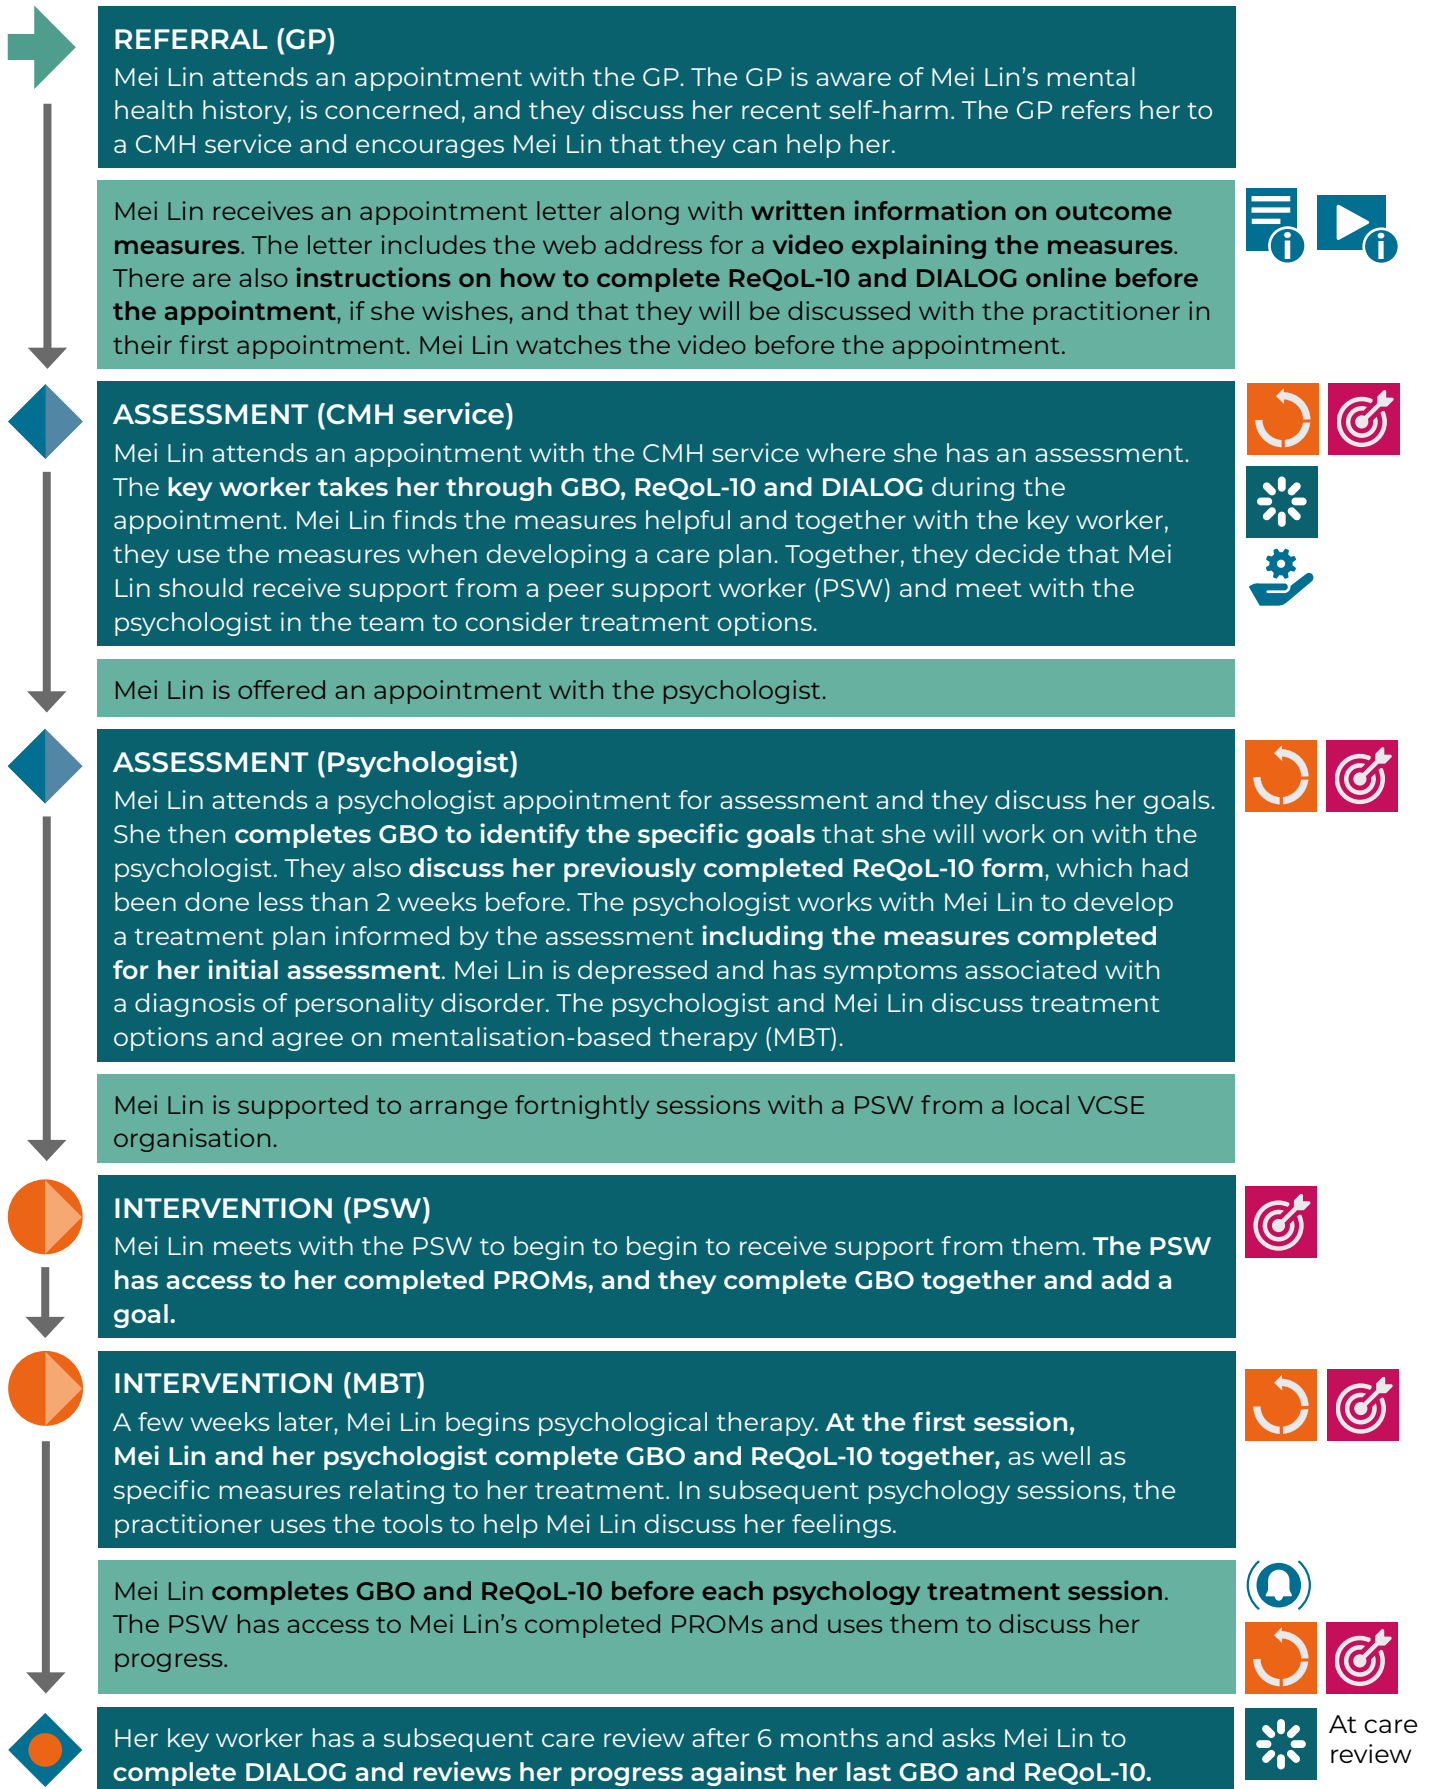 REFERRAL (GP)
Mei Lin attends an appointment with the GP. The GP is aware of Mei Lin’s mental
health history, is concerned, and they discuss her recent self-harm. The GP refers her to
a CMH service and encourages Mei Lin that they can help her.
Mei Lin receives an appointment letter along with written information on outcome
measures. The letter includes the web address for a video explaining the measures.
There are also instructions on how to complete ReQoL-10 and DIALOG online before
the appointment, if she wishes, and that they will be discussed with the practitioner in
their first appointment. Mei Lin watches the video before the appointment.
ASSESSMENT (CMH service)
Mei Lin attends an appointment with the CMH service where she has an assessment.
The key worker takes her through GBO, ReQoL-10 and DIALOG during the
appointment. Mei Lin finds the measures helpful and together with the key worker,
they use the measures when developing a care plan. Together, they decide that Mei
Lin should receive support from a peer support worker (PSW) and meet with the
psychologist in the team to consider treatment options.
Mei Lin is offered an appointment with the psychologist.
ASSESSMENT (Psychologist)
Mei Lin attends a psychologist appointment for assessment and they discuss her goals.
She then completes GBO to identify the specific goals that she will work on with the
psychologist. They also discuss her previously completed ReQoL-10 form, which had
been done less than 2 weeks before. The psychologist works with Mei Lin to develop
a treatment plan informed by the assessment including the measures completed
for her initial assessment. Mei Lin is depressed and has symptoms associated with
a diagnosis of personality disorder. The psychologist and Mei Lin discuss treatment
options and agree on mentalisation-based therapy (MBT).
Mei Lin is supported to arrange fortnightly sessions with a PSW from a local VCSE
organisation.
INTERVENTION (PSW)
Mei Lin meets with the PSW to begin to begin to receive support from them. The PSW
has access to her completed PROMs, and they complete GBO together and add a
goal.
INTERVENTION (MBT)
A few weeks later, Mei Lin begins psychological therapy. At the first session,
Mei Lin and her psychologist complete GBO and ReQoL-10 together, as well as
specific measures relating to her treatment. In subsequent psychology sessions, the
practitioner uses the tools to help Mei Lin discuss her feelings.
Mei Lin completes GBO and ReQoL-10 before each psychology treatment session.
The PSW has access to Mei Lin’s completed PROMs and uses them to discuss her
progress.
Her key worker has a subsequent care review after 6 months and asks Mei Lin to
complete DIALOG and reviews her progress against her last GBO and ReQoL-10.
At care
review